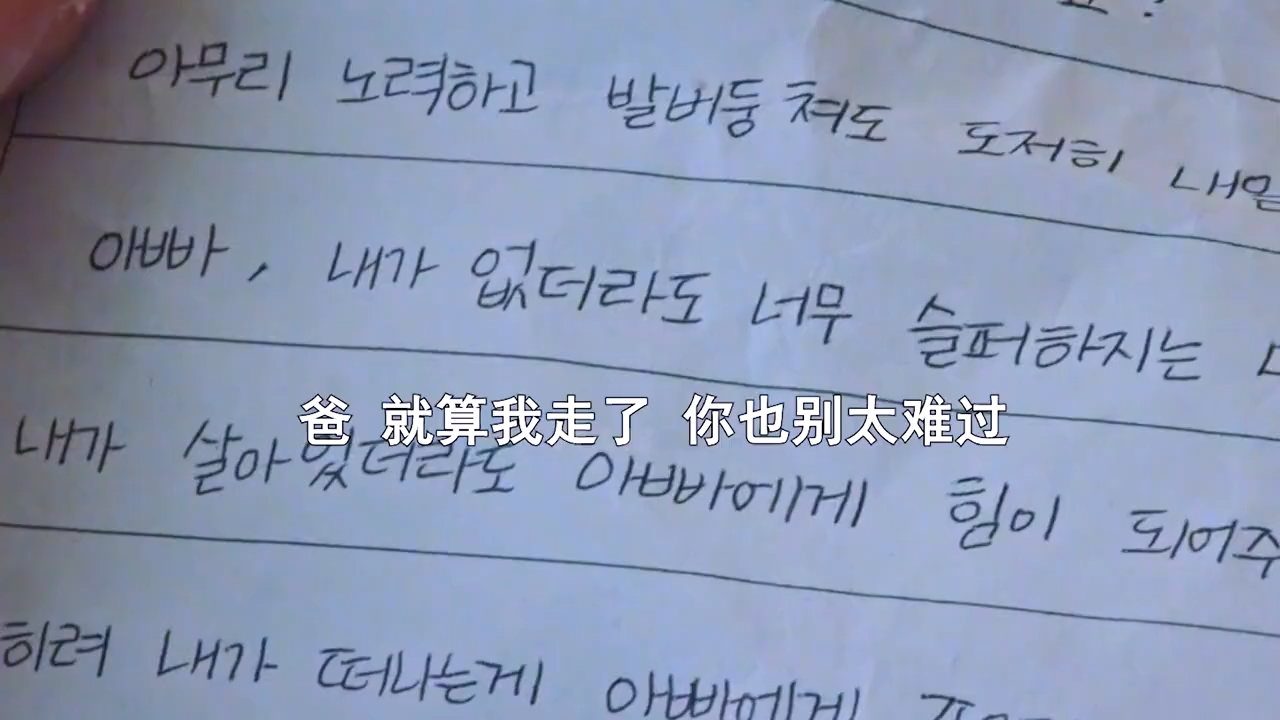 아무리 노력하고 발버둥 쳐도 도저히
아빠, 내가 없더라도 너무 슬퍼하지는
爸 就算我走了 你也别太难过
내가 살아있더라도 아빠에게 힘이 되어주
히려 내가 떠나는게 아빠에게